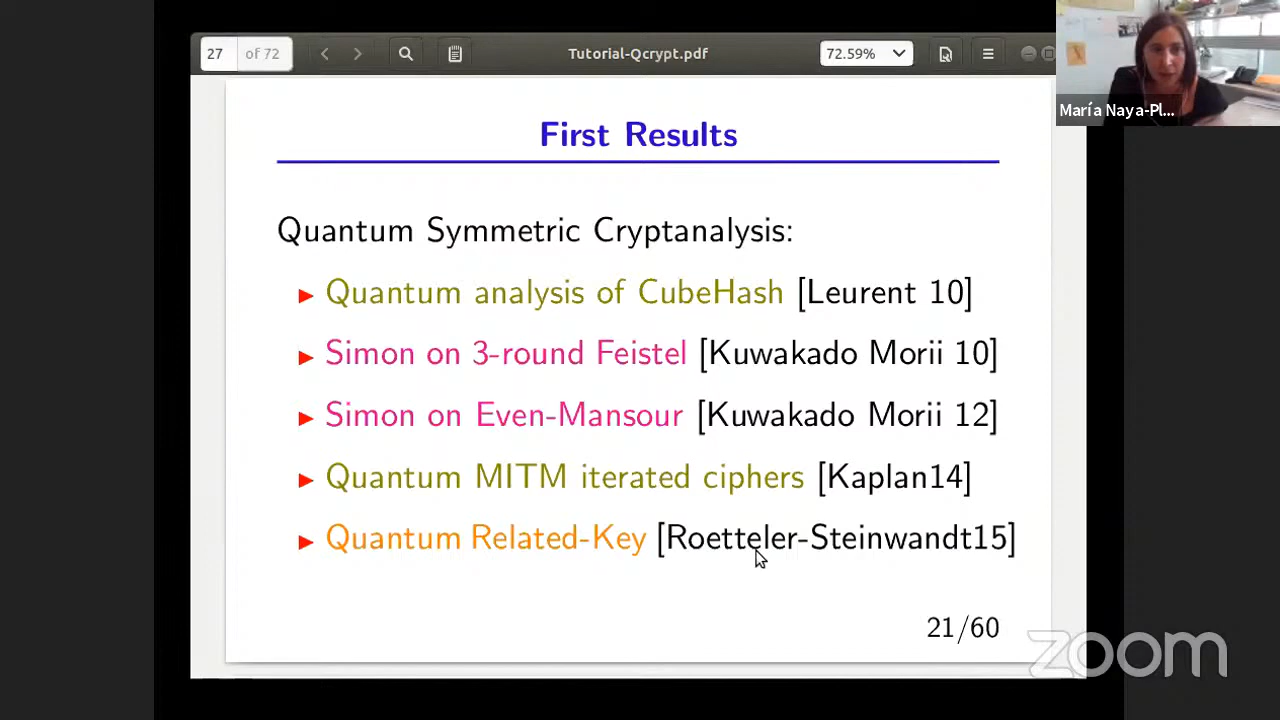 27 of 72
Tutorial-Qcrypt.pdf
72.59%
María Naya-Pl...
First Results
Quantum Symmetric Cryptanalysis:
► Quantum analysis of CubeHash [Leurent 10]
► Simon on 3-round Feistel [Kuwakado Morii 10]
► Simon on Even-Mansour [Kuwakado Morii 12]
► Quantum MITM iterated ciphers [Kaplan14]
► Quantum Related-Key [Roetteler-Steinwandt15]
21/60
zoom